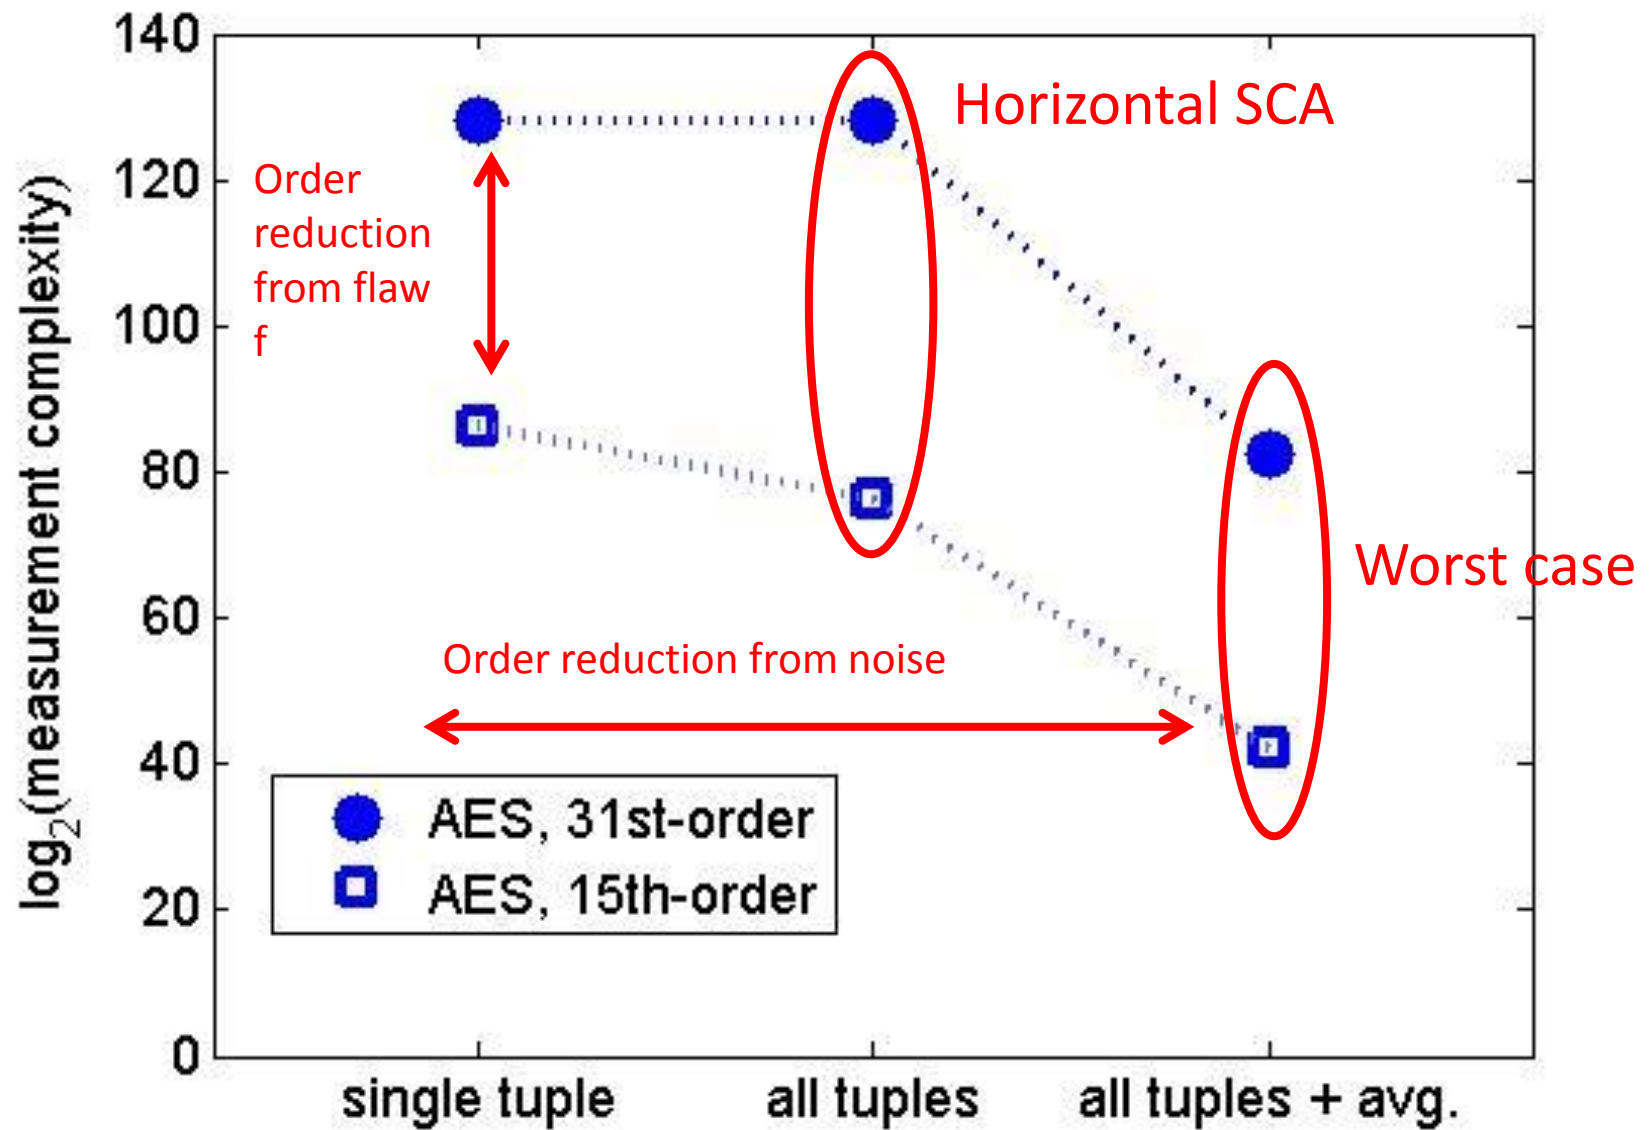 140
120
100
80
60
40
20
0
log2(measurement complexity)
Horizontal SCA
Order
reduction
from flaw
f
Worst case
Order reduction from noise
AES, 31st-order
AES, 15th-order
single tuple
all tuples
all tuples + avg.